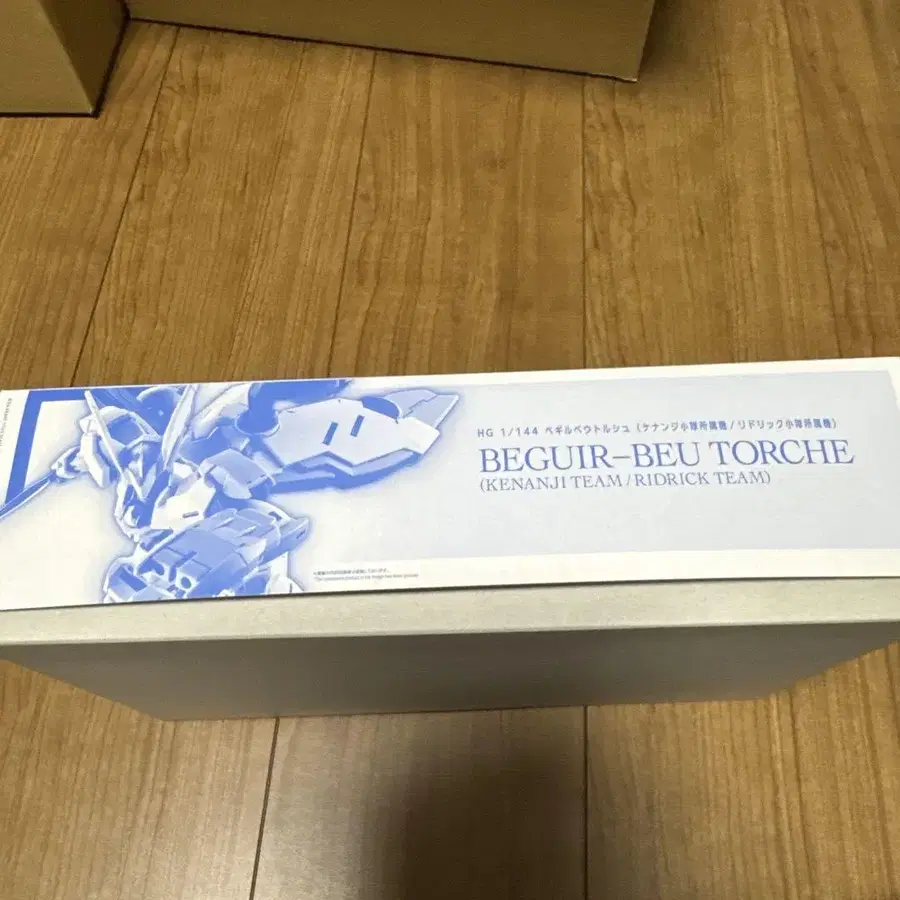 HG 1/144 ベギルベウトルシュ（ケナンジ小隊所属機/リドリック小隊所属機）
BEGUIR-BEU TORCHE
(KENANJI TEAM/RIDRICK TEAM)